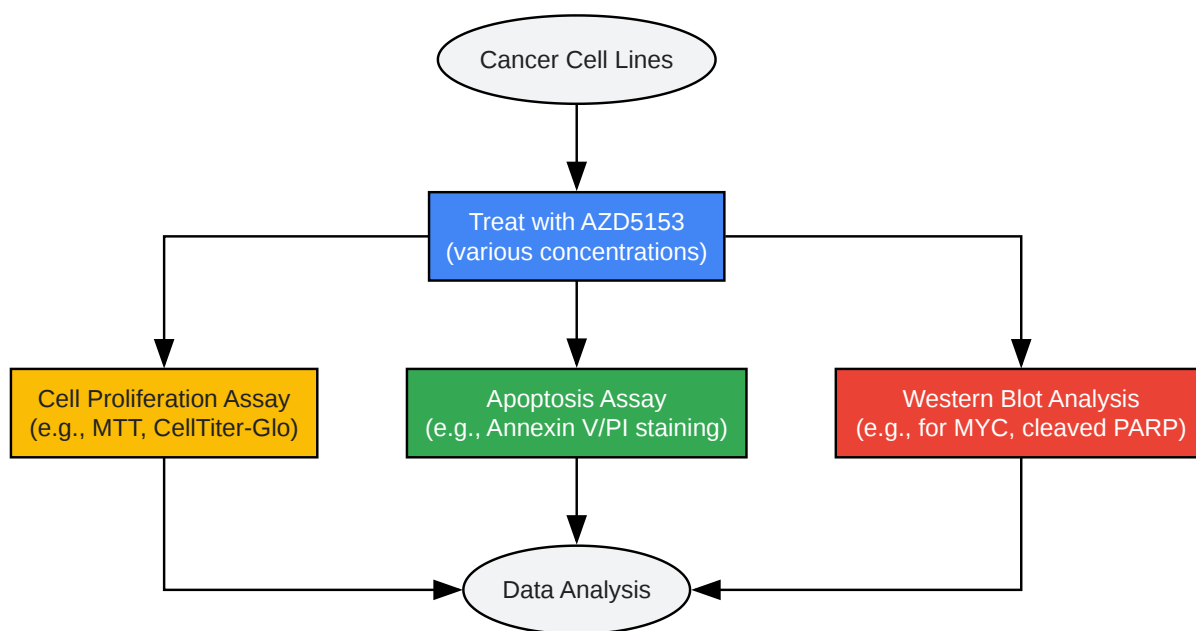 Cancer Cell Lines
Treat with AZD5153
(various concentrations)
Cell Proliferation Assay
(e.g., MTT, CellTiter-Glo)
Apoptosis Assay
(e.g., Annexin V/PI staining)
Western Blot Analysis
(e.g., for MYC, cleaved PARP)
Data Analysis